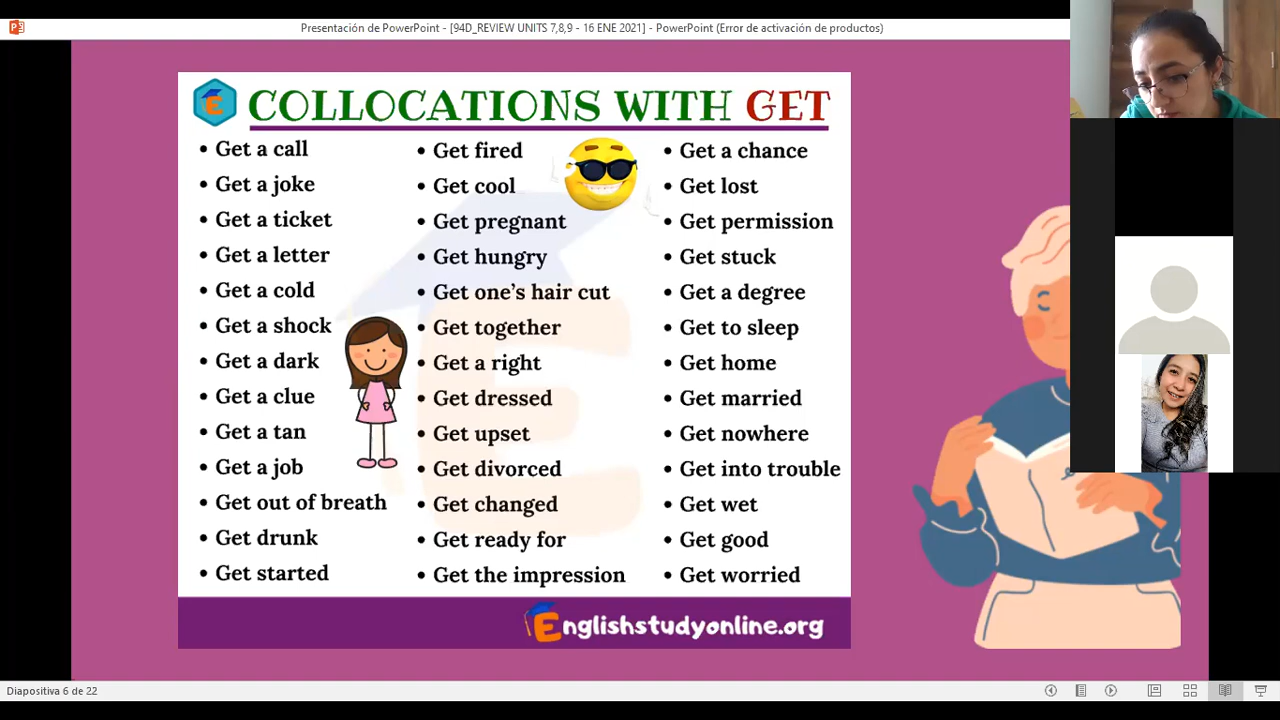 Presentación de PowerPoint - [94D_REVIEW UNITS 7,8,9 - 16 ENE 2021] - PowerPoint (Error de activación de productos)
COLLOCATIONS WITH GET
• Get a call
• Get a joke
• Get a ticket
• Get a letter
• Get a cold
• Get a shock
• Get a dark
• Get a clue
• Get a tan
• Get a job
• Get out of breath
• Get drunk
• Get started
• Get fired
• Get cool
• Get pregnant
• Get hungry
• Get one's hair cut
• Get together
• Get a right
• Get dressed
• Get upset
• Get divorced
• Get changed
• Get ready for
• Get the impression
• Get a chance
• Get lost
• Get permission
• Get stuck
• Get a degree
• Get to sleep
• Get home
• Get married
• Get nowhere
• Get into trouble
• Get wet
• Get good
• Get worried
Englishstudyonline.org
Diapositiva 6 de 22